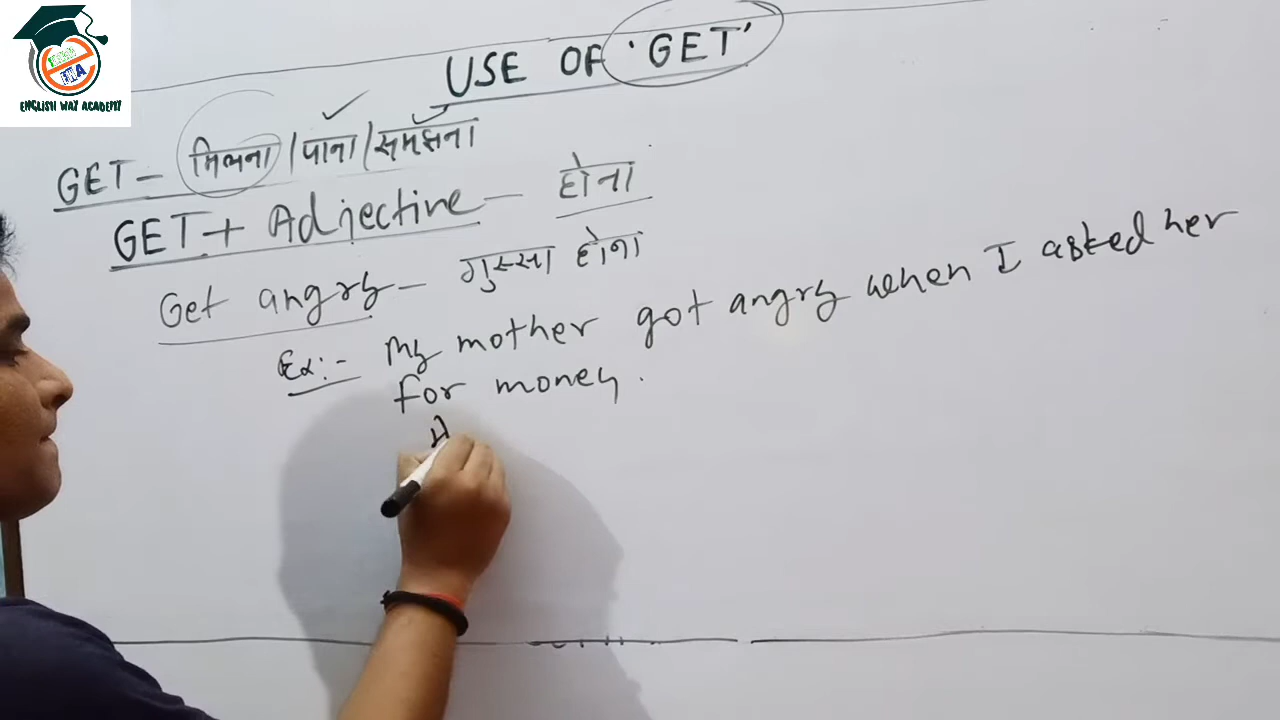 ENGLISH WAY ACADEMY
USE OF 'GET'
GET - मिलना / पाना / समझना
GET + Adjective - होना
Get angry - गुस्सा होना
Ex:- My mother got angry when I asked her
for money.